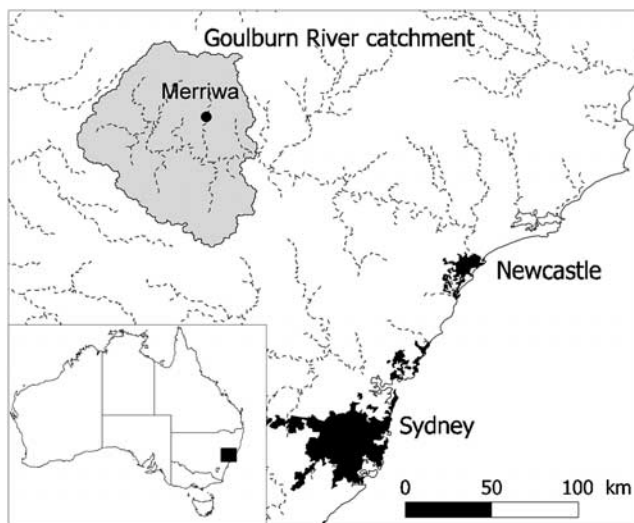 Goulburn River catchment
Merriwa
Newcastle
Sydney
0 50 100 km